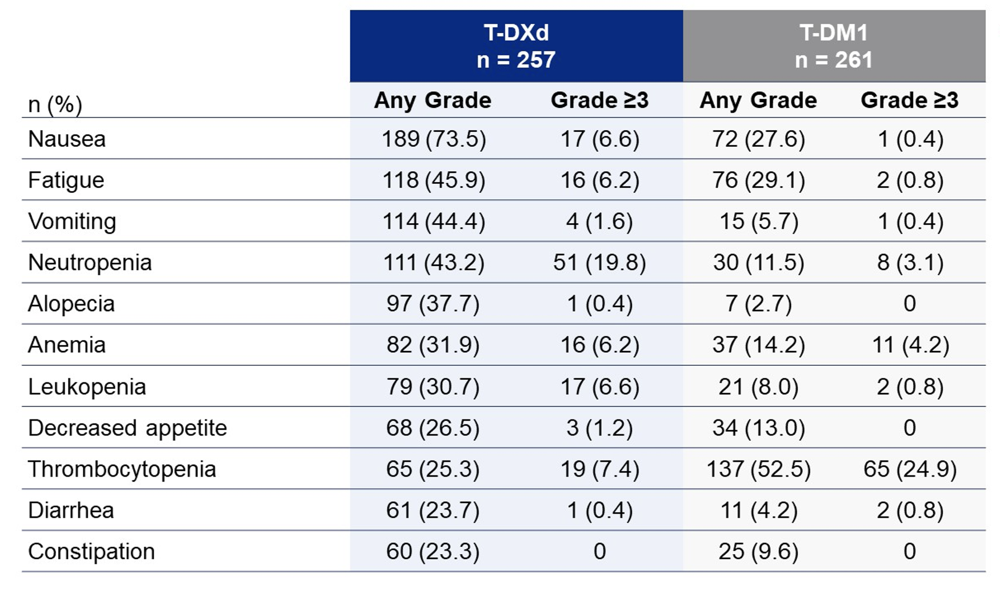 T-DXd T-DM1
n = 257 n = 261
n (%) Any Grade Grade ≥3 Any Grade Grade ≥3
Nausea 189 (73.5) 17 (6.6) 72 (27.6) 1 (0.4)
Fatigue 118 (45.9) 16 (6.2) 76 (29.1) 2 (0.8)
Vomiting 114 (44.4) 4 (1.6) 15 (5.7) 1 (0.4)
Neutropenia 111 (43.2) 51 (19.8) 30 (11.5) 8 (3.1)
Alopecia 97 (37.7) 1 (0.4) 7 (2.7) 0
Anemia 82 (31.9) 16 (6.2) 37 (14.2) 11 (4.2)
Leukopenia 79 (30.7) 17 (6.6) 21 (8.0) 2 (0.8)
Decreased appetite 68 (26.5) 3 (1.2) 34 (13.0) 0
Thrombocytopenia 65 (25.3) 19 (7.4) 137 (52.5) 65 (24.9)
Diarrhea 61 (23.7) 1 (0.4) 11 (4.2) 2 (0.8)
Constipation 60 (23.3) 0 25 (9.6) 0